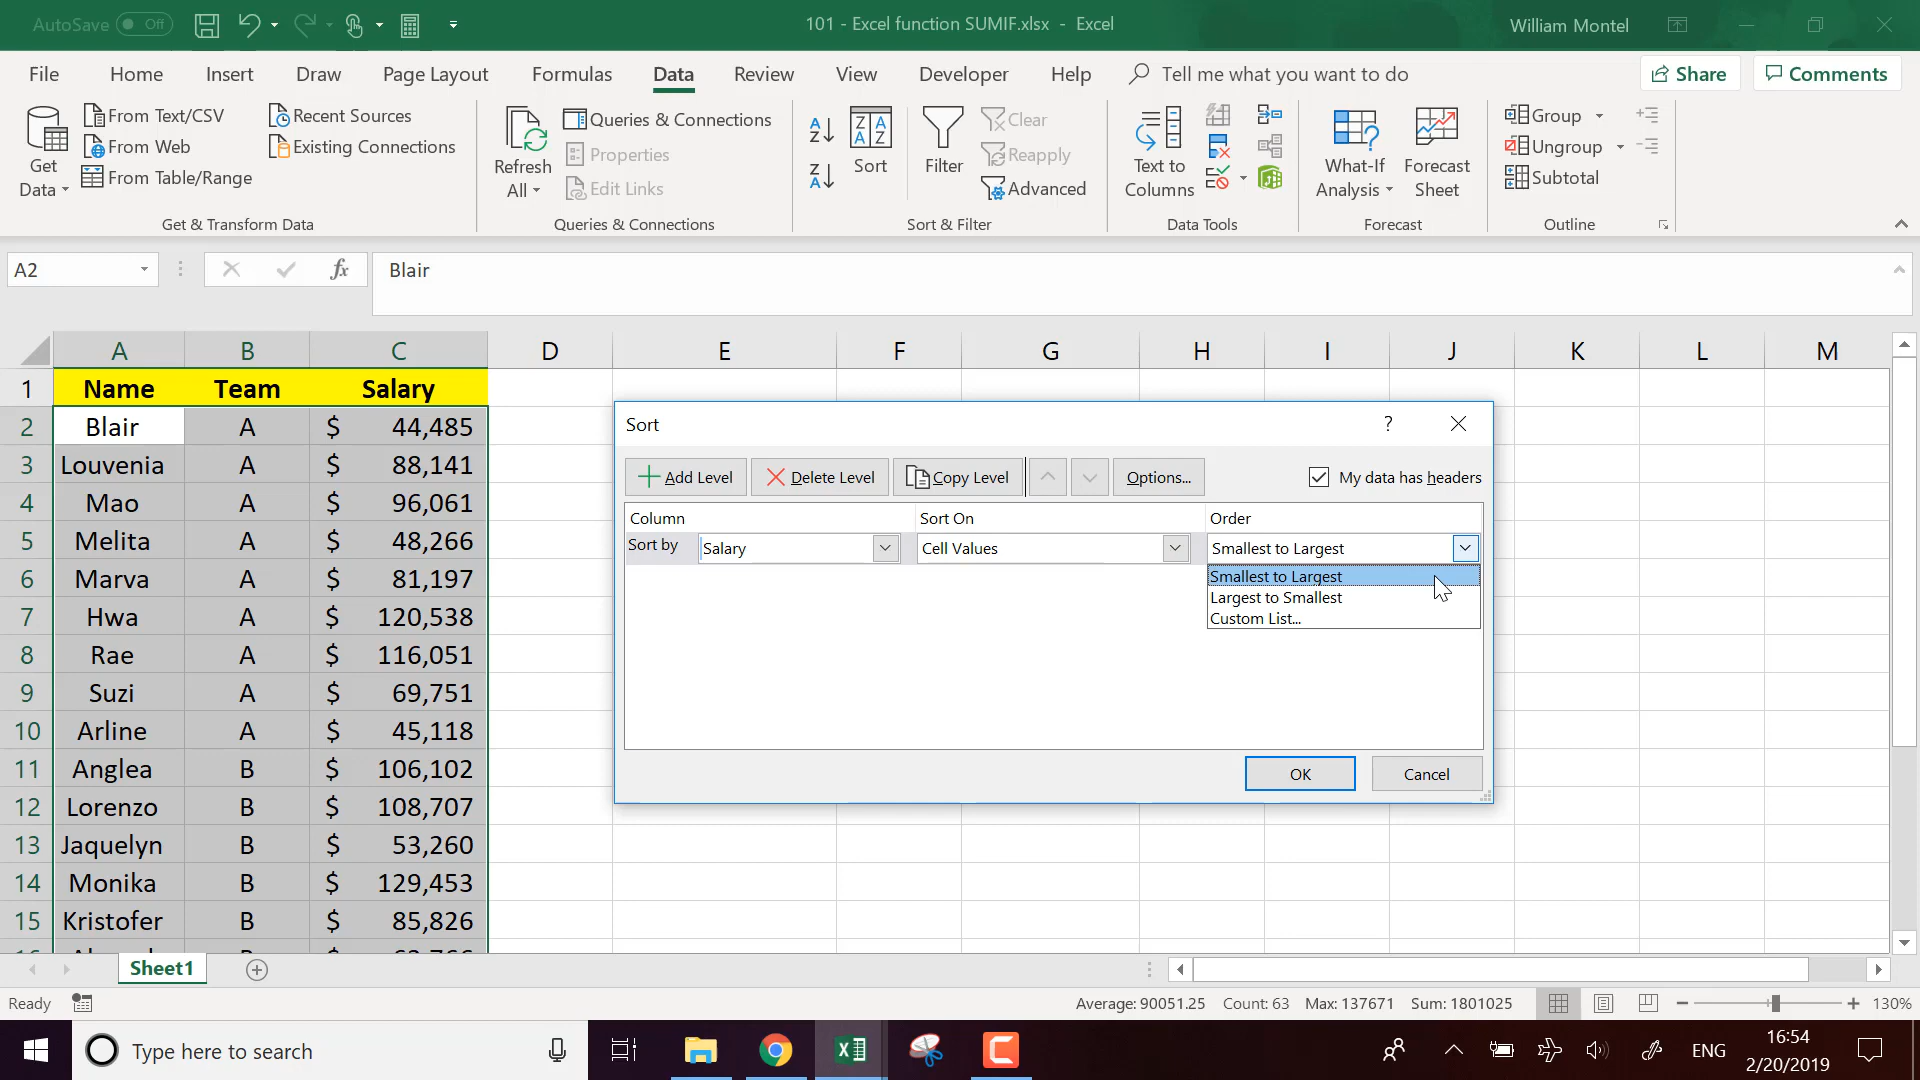 AutoSave Off
101 - Excel function SUMIF.xlsx - Excel
William Montel
File Home Insert Draw Page Layout Formulas Data Review View Developer Help Tell me what you want to do Share Comments
Get Data
From Text/CSV
From Web
From Table/Range
Recent Sources
Existing Connections
Get & Transform Data
Refresh All
Queries & Connections
Properties
Edit Links
Queries & Connections
Sort
Filter
Clear
Reapply
Advanced
Sort & Filter
Text to Columns
Data Tools
What-If Analysis
Forecast Sheet
Forecast
Group
Ungroup
Subtotal
Outline
A2 fx Blair
A B C D E F G H I J K L M
1 Name Team Salary
2 Blair A $ 44,485
3 Louvenia A $ 88,141
4 Mao A $ 96,061
5 Melita A $ 48,266
6 Marva A $ 81,197
7 Hwa A $ 120,538
8 Rae A $ 116,051
9 Suzi A $ 69,751
10 Arline A $ 45,118
11 Anglea B $ 106,102
12 Lorenzo B $ 108,707
13 Jaquelyn B $ 53,260
14 Monika B $ 129,453
15 Kristofer B $ 85,826
Sort ?
Add Level Delete Level Copy Level Options... My data has headers
Column Sort On Order
Sort by Salary Cell Values Smallest to Largest
Smallest to Largest
Largest to Smallest
Custom List...
OK Cancel
Sheet1
Ready Average: 90051.25 Count: 63 Max: 137671 Sum: 1801025 130%
Type here to search
ENG
16:54
2/20/2019